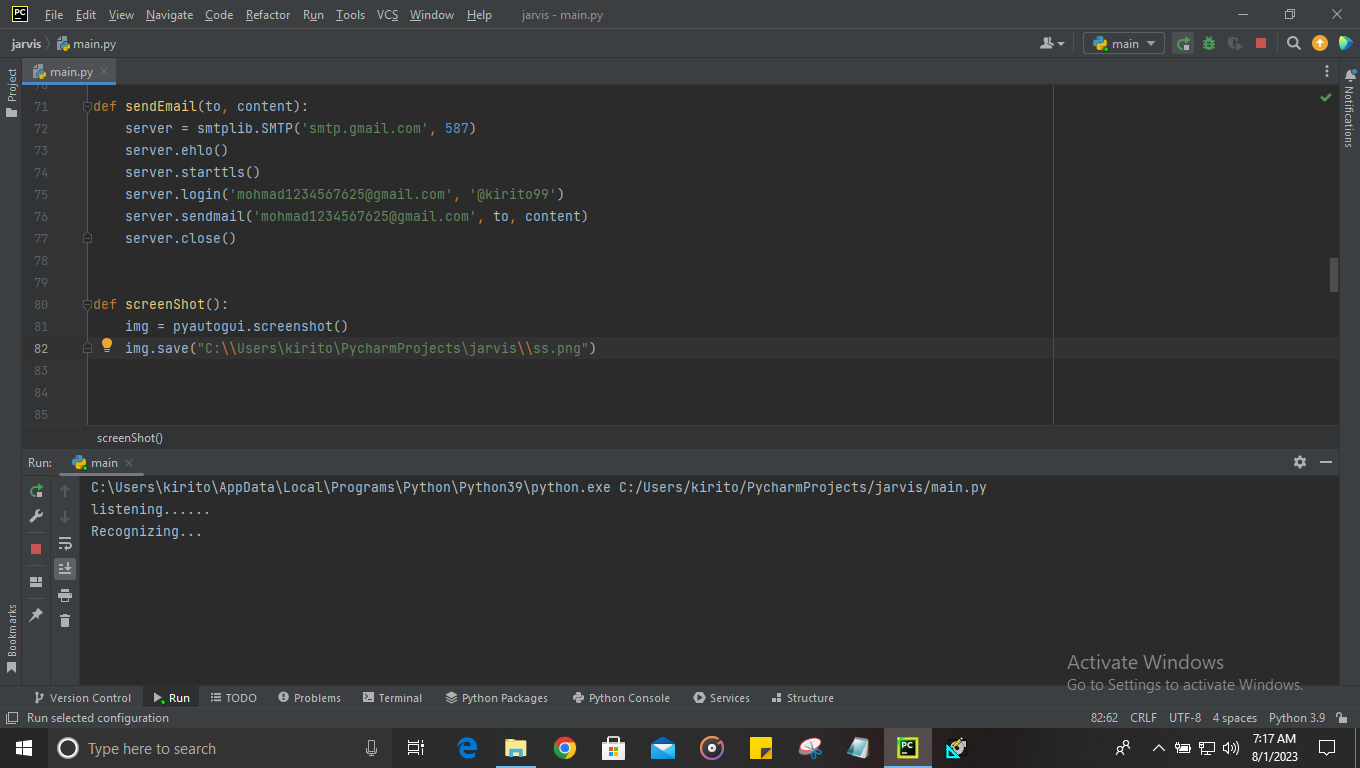 File Edit View Navigate Code Refactor Run Tools VCS Window Help jarvis - main.py
jarvis main.py main
main.py
Project
Notifications
Bookmarks
71 def sendEmail(to, content):
72 server = smtplib.SMTP('smtp.gmail.com', 587)
73 server.ehlo()
74 server.starttls()
75 server.login('mohmad1234567625@gmail.com', '@kirito99')
76 server.sendmail('mohmad1234567625@gmail.com', to, content)
77 server.close()
78
79
80 def screenShot():
81 img = pyautogui.screenshot()
82 img.save("C:\\Users\kirito\PycharmProjects\jarvis\\ss.png")
83
84
85
screenShot()
Run: main
C:\Users\kirito\AppData\Local\Programs\Python\Python39\python.exe C:/Users/kirito/PycharmProjects/jarvis/main.py
listening......
Recognizing...
Activate Windows
Go to Settings to activate Windows.
Version Control Run TODO Problems Terminal Python Packages Python Console Services Structure
Run selected configuration 82:62 CRLF UTF-8 4 spaces Python 3.9
Type here to search
7:17 AM
8/1/2023